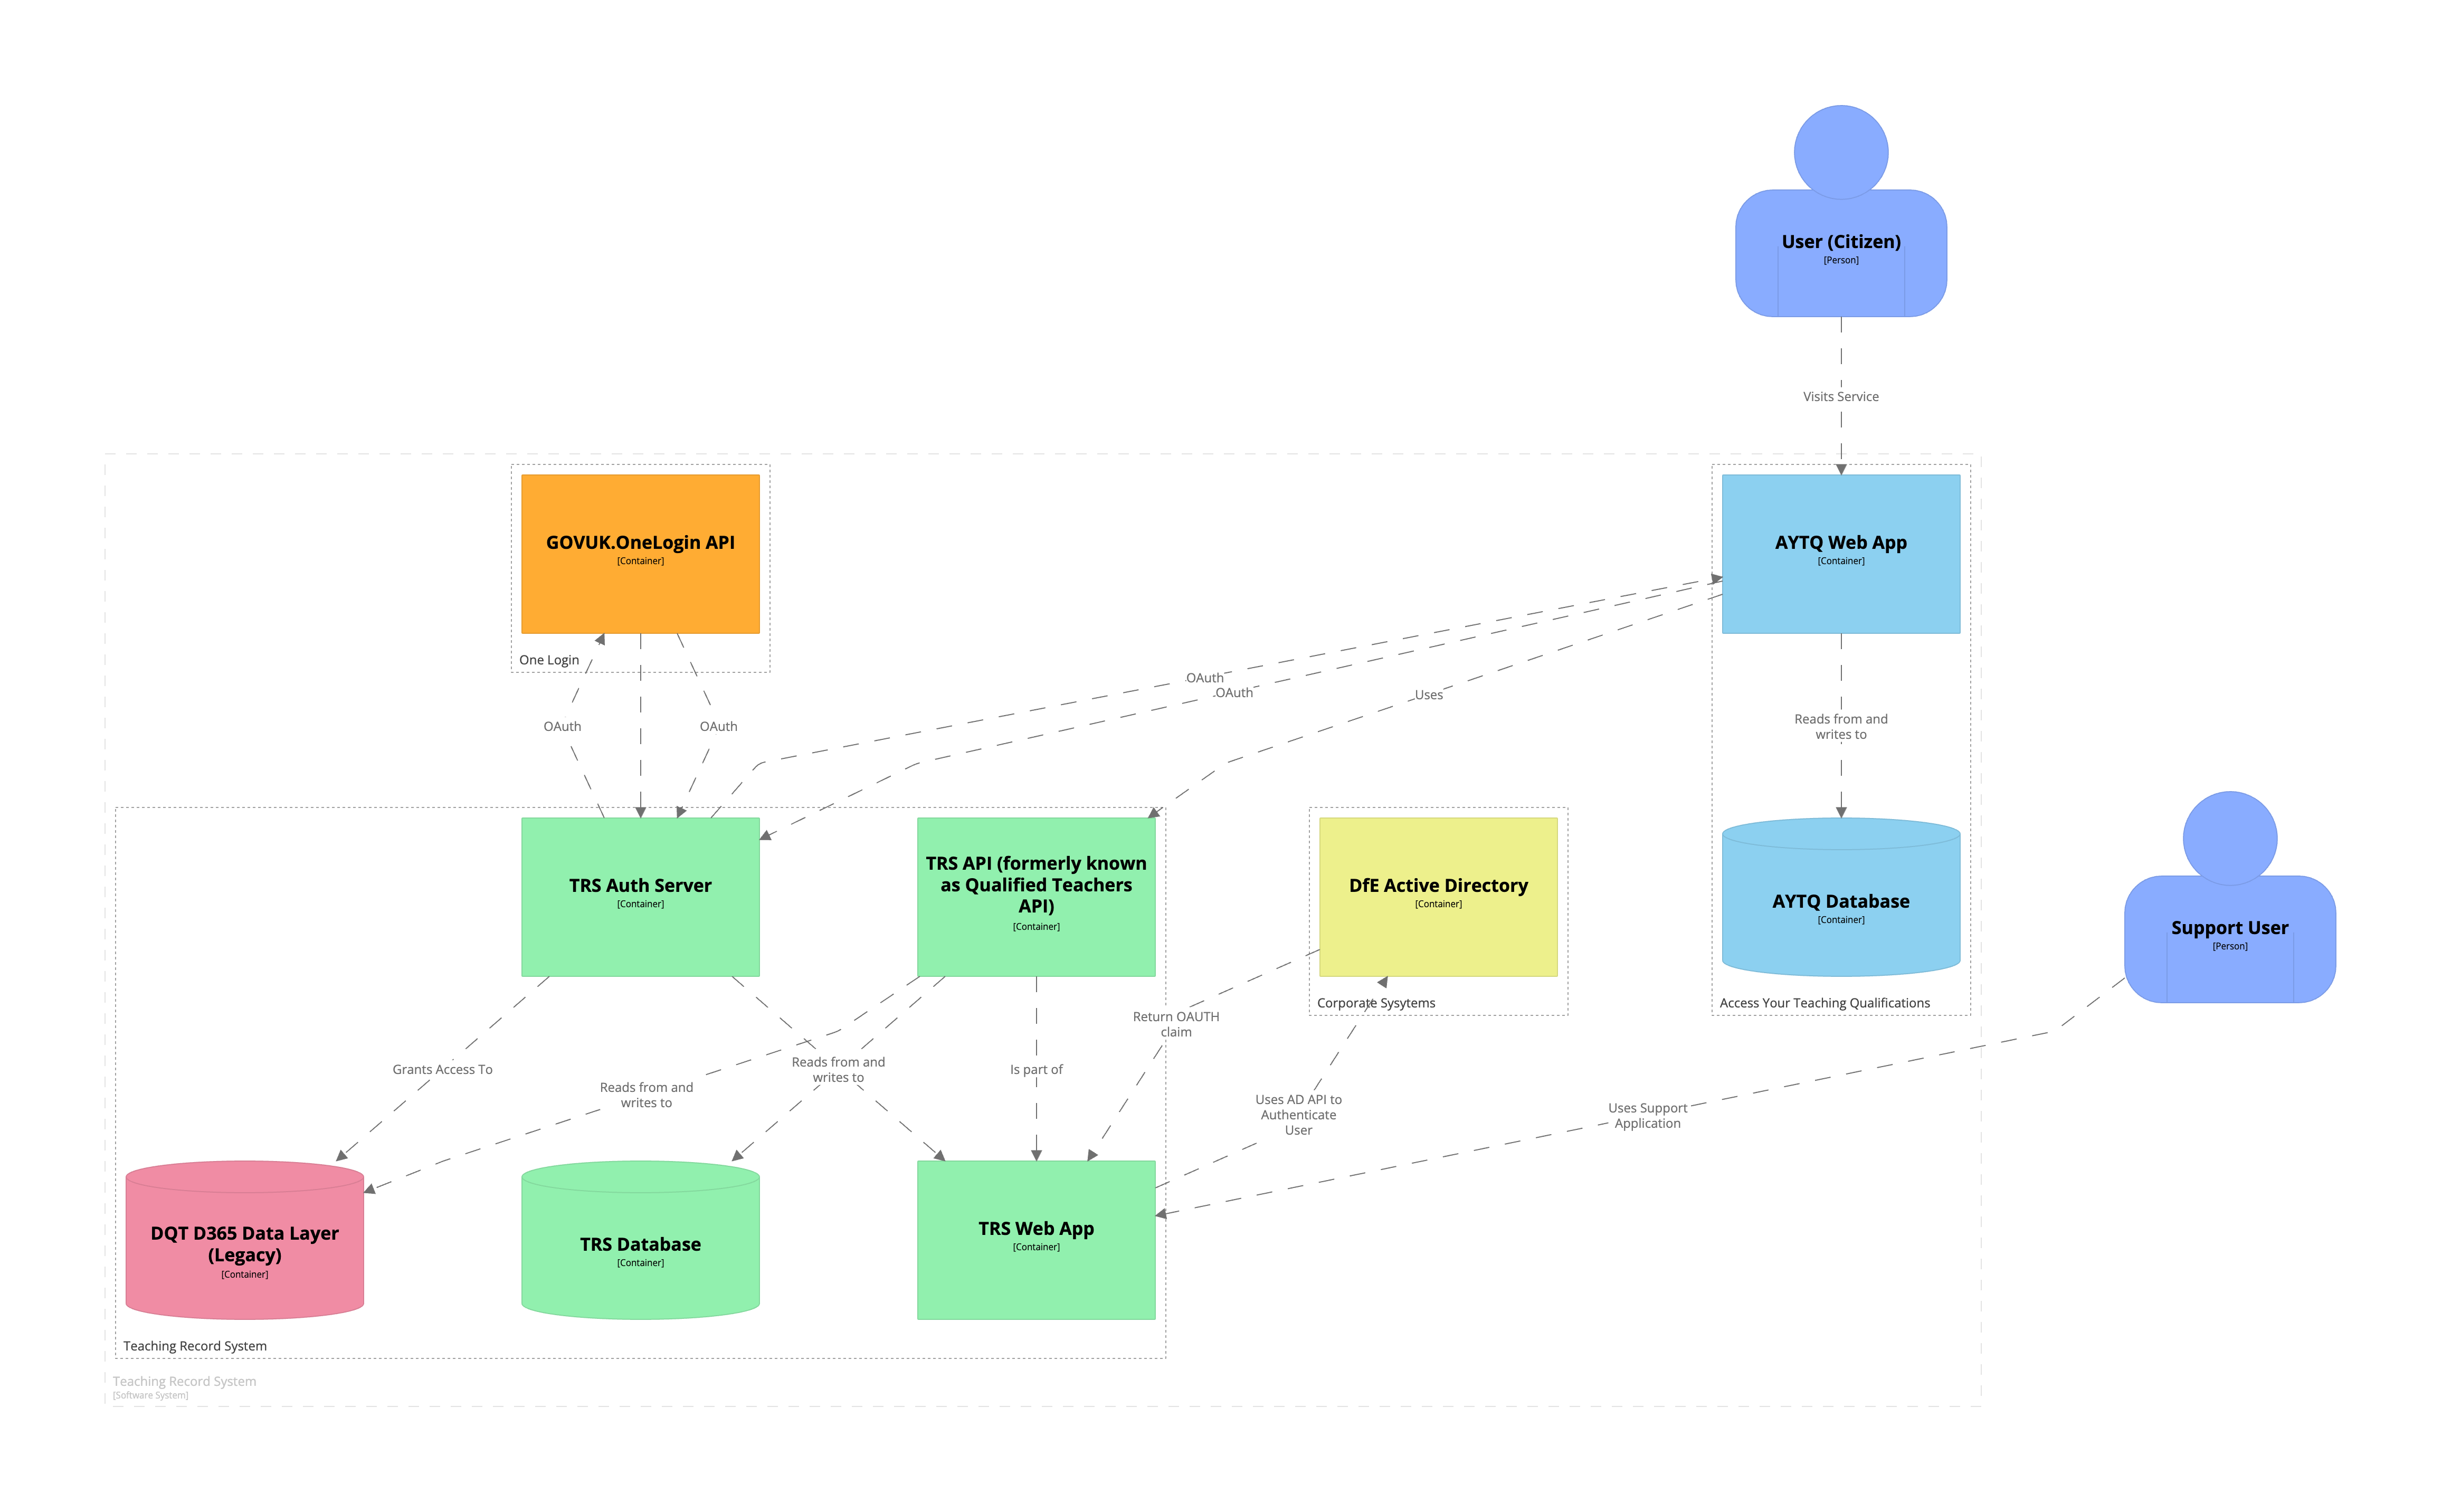 User (Citizen)
[Person]
Visits Service
GOVUK.OneLogin API
[Container]
One Login
AYTQ Web App
[Container]
OAuth
OAuth
Uses
OAuth
OAuth
Reads from and
writes to
TRS Auth Server
[Container]
TRS API (formerly known
as Qualified Teachers
API)
[Container]
DfE Active Directory
[Container]
Corporate Sysytems
AYTQ Database
[Container]
Access Your Teaching Qualifications
Support User
[Person]
Return OAUTH
claim
Grants Access To
Reads from and
writes to
Reads from and
writes to
Is part of
Uses AD API to
Authenticate
User
Uses Support
Application
DQT D365 Data Layer
(Legacy)
[Container]
TRS Database
[Container]
TRS Web App
[Container]
Teaching Record System
Teaching Record System
[Software System]